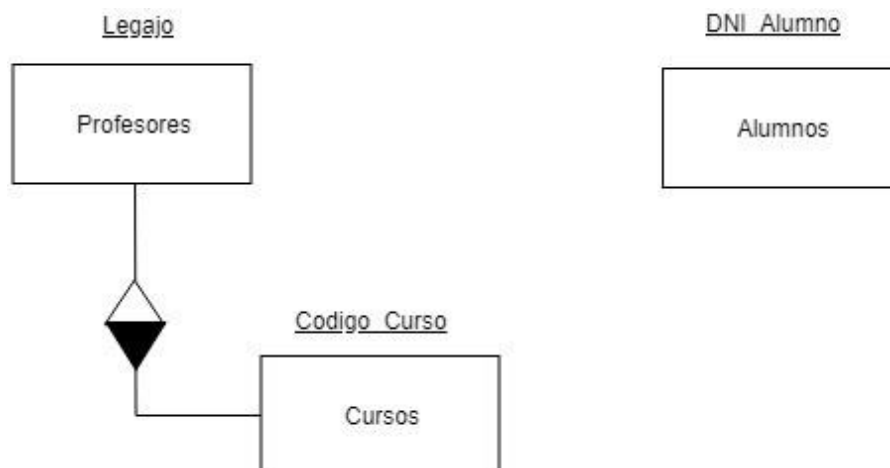 Legajo
DNI_Alumno
Profesores
Alumnos
Codigo_Curso
Cursos